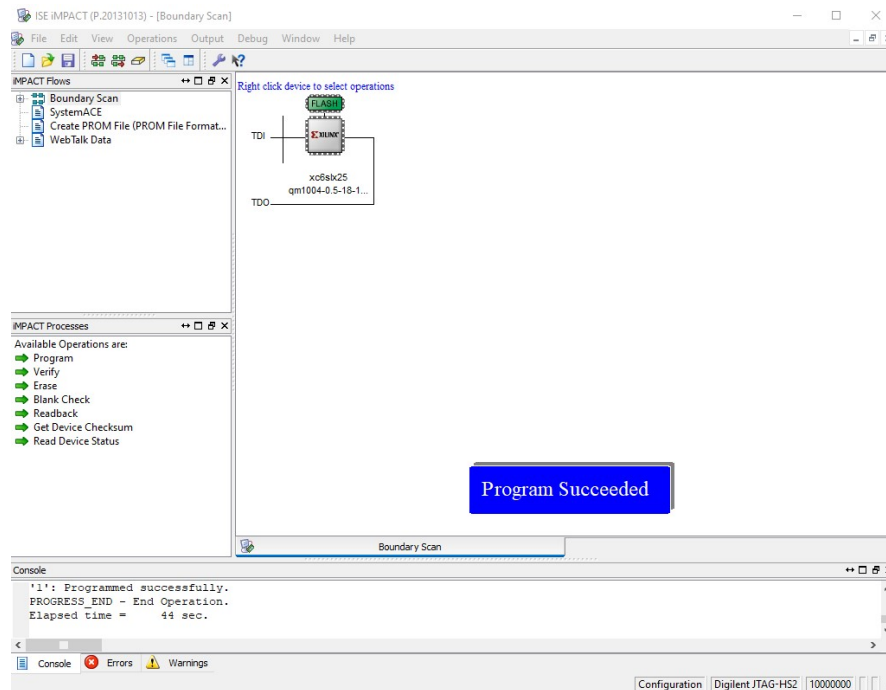 ISE iMPACT (P.20131013) - [Boundary Scan]
File Edit View Operations Output Debug Window Help
iMPACT Flows
Boundary Scan
SystemACE
Create PROM File (PROM File Format...
WebTalk Data
Right click device to select operations
FLASH
TDI
XILINX
xc6slx25
qm1004-0.5-18-1...
TDO
iMPACT Processes
Available Operations are:
Program
Verify
Erase
Blank Check
Readback
Get Device Checksum
Read Device Status
Program Succeeded
Boundary Scan
Console
'1': Programmed successfully.
PROGRESS_END - End Operation.
Elapsed time = 44 sec.
Console Errors Warnings
Configuration Digilent JTAG-HS2 10000000